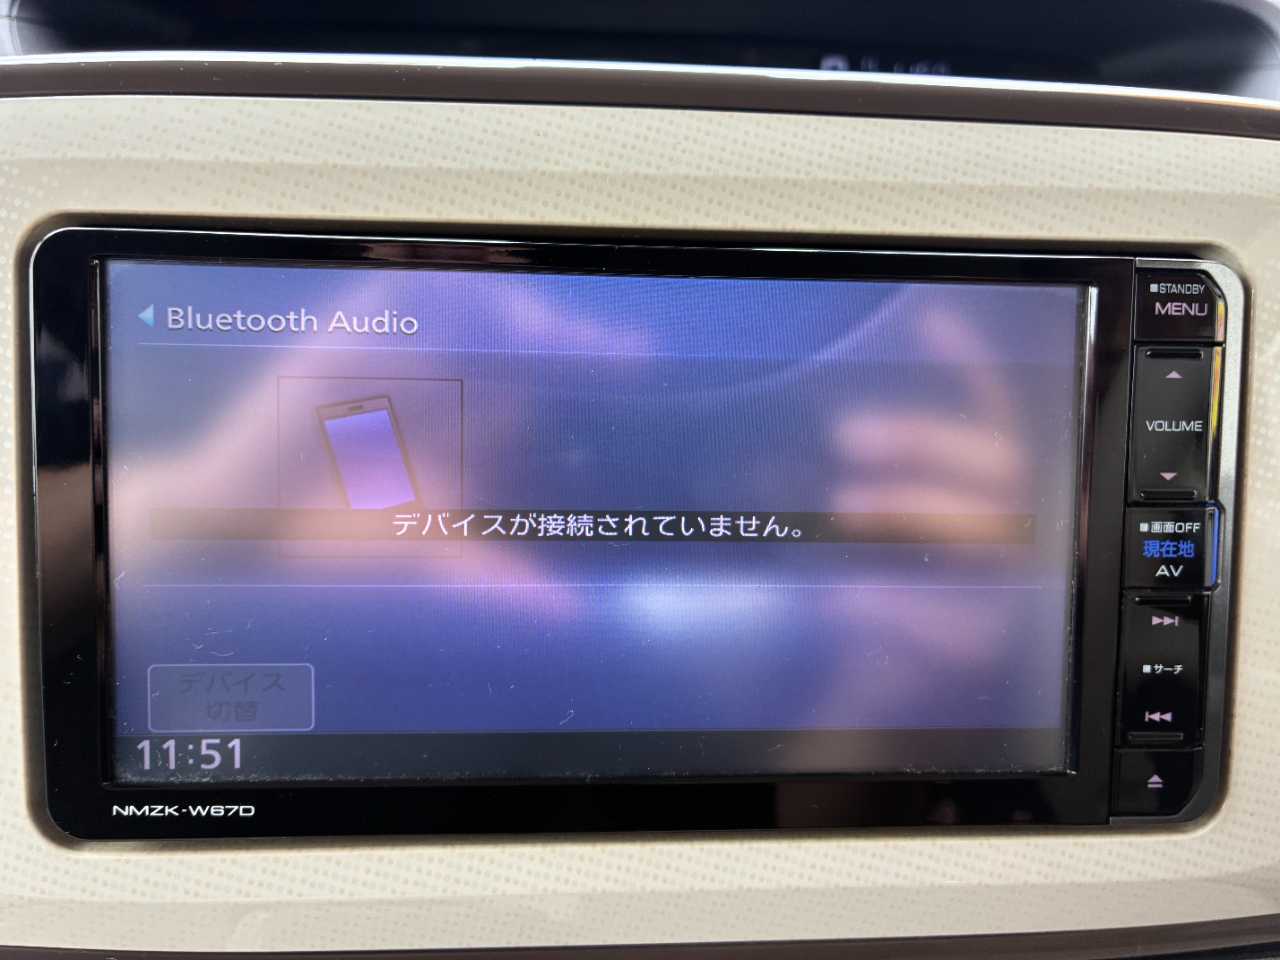 Bluetooth Audio
デバイスが接続されていません。
デバイス
切替
11:51
NMZK-W67D
STANDBY
MENU
VOLUME
画面OFF
現在地
AV
サーチ